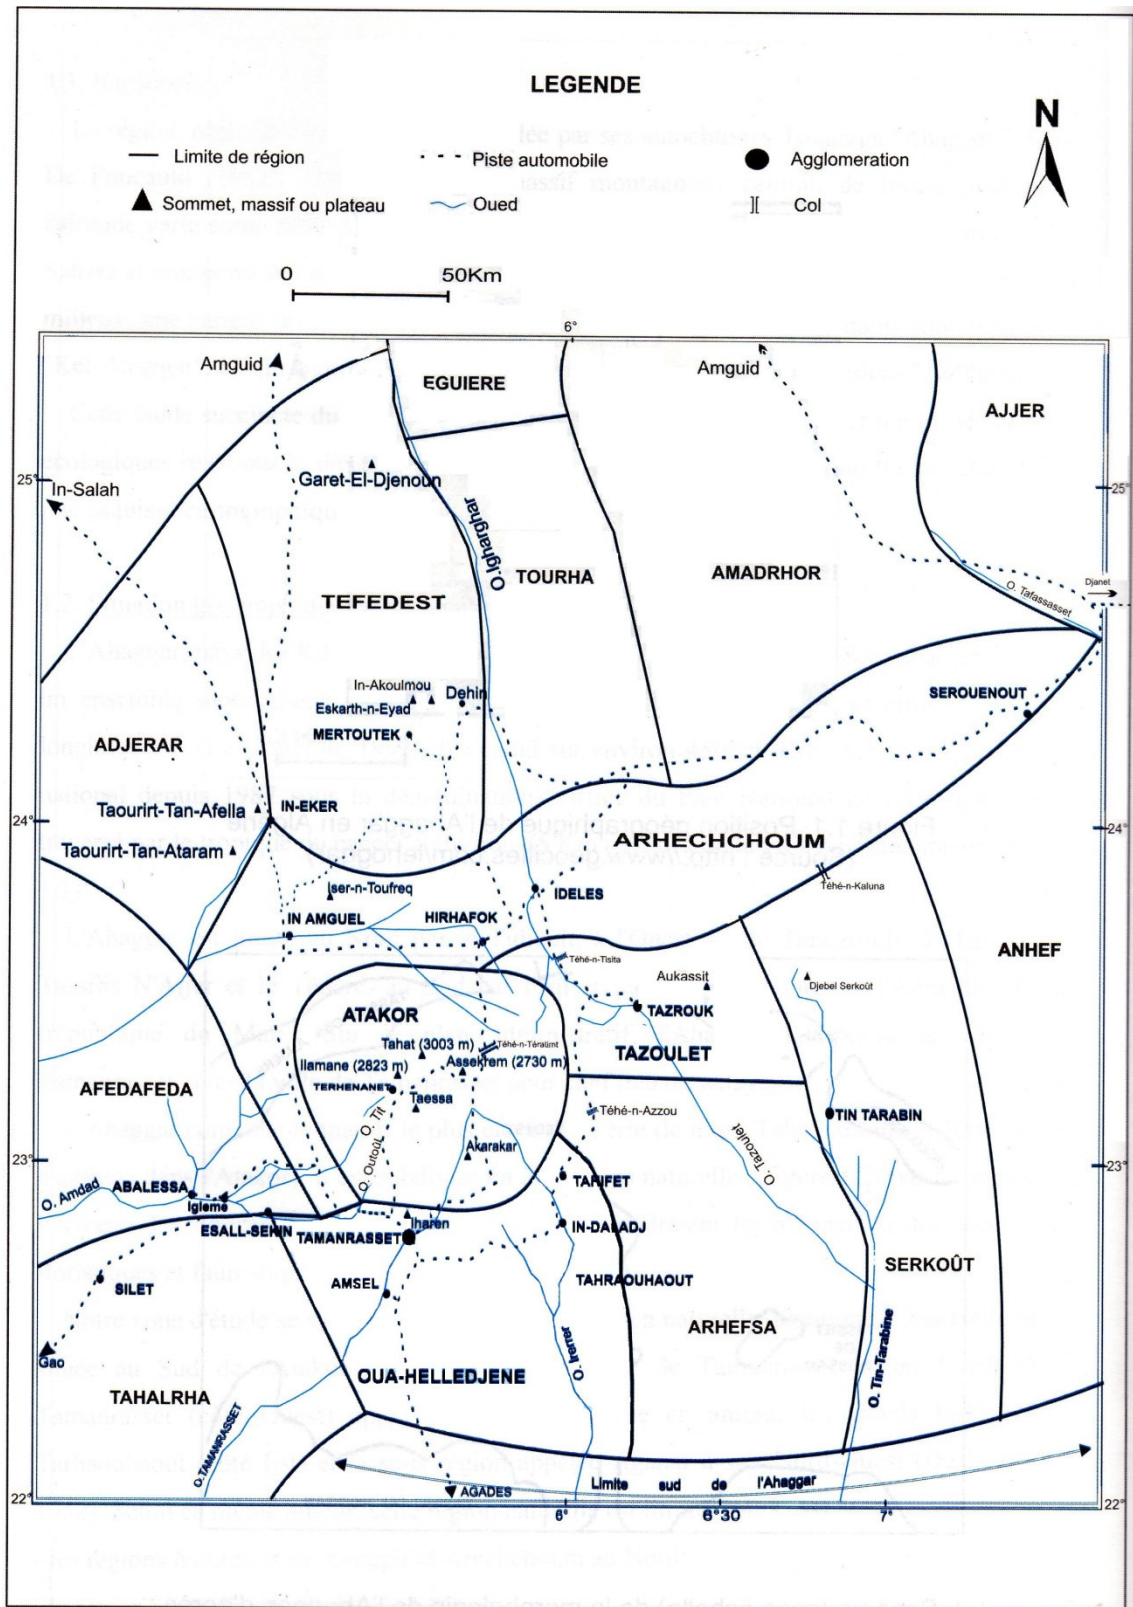 LEGENDE
N
Limite de région
Piste automobile
Agglomeration
Sommet, massif ou plateau
Oued
Col
0 50Km
6°
Amguid
EGUIERE
Amguid
AJJER
25°
In-Salah
Garet-El-Djenoun
25°
O.Igharghar
TOURHA
AMADRHOR
Djanet
TEFEDEST
O. Tafassasset
In-Akoulmou
Dehin
Eskarth-n-Eyad
SEROUENOUT
MERTOUTEK
ADJERAR
Taourirt-Tan-Afella
IN-EKER
24°
24°
ARHECHCHOUM
Taourirt-Tan-Ataram
Téhé-n-Kaluna
Iser-n-Toufreq
IDELES
IN AMGUEL
HIRHAFOK
ANHEF
Téhé-n-Tisita
Aukassit
Djebel Serkoût
TAZROUK
ATAKOR
Tahat (3003 m)
Téhé-n-Tératimt
TAZOULET
Ilamane (2823 m)
Assekrem (2730 m)
AFEDAFEDA
TERHENANET
Taessa
Téhé-n-Azzou
TIN TARABIN
O. Tit
O. Outoûl
Akarakar
O. Tazoulet
23°
23°
O. Amdad
ABALESSA
Igleme
TARIFET
ESALL-SEKIN
Iharen
TAMANRASSET
IN-DALADJ
SILET
AMSEL
TAHRAOUHAOUT
SERKOÛT
ARHEFSA
Gao
O. Irerrer
O. Tin-Tarabine
TAHALRHA
OUA-HELLEDJENE
O.TAMANRASSET
22°
AGADES
Limite sud de l'Ahaggar
22°
6°
6°30
7°